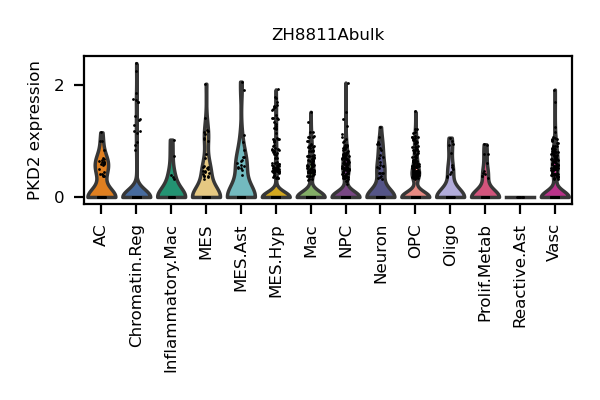 ZH8811Abulk
PKD2 expression
2
0
AC
Chromatin.Reg
Inflammatory.Mac
MES
MES.Ast
MES.Hyp
Mac
NPC
Neuron
OPC
Oligo
Prolif.Metab
Reactive.Ast
Vasc